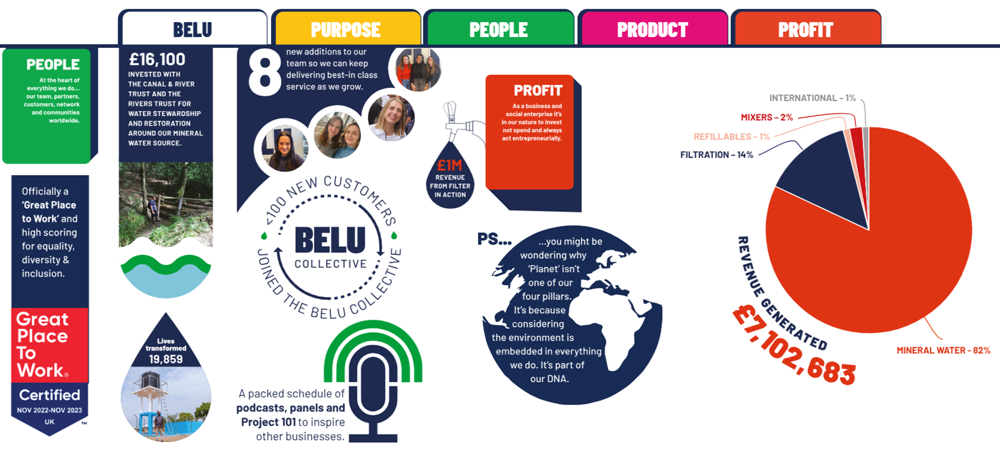 BELU
PURPOSE
PEOPLE
PRODUCT
PROFIT
PEOPLE
At the heart of
everything we do...
our team, partners,
customers, network
and communities
worldwide.
Officially a
‘Great Place
to Work’ and
high scoring
for equality,
diversity &
inclusion.
Great
Place
To
Work®
Certified
NOV 2022-NOV 2023
UK
™
£16,100
INVESTED WITH
THE CANAL & RIVER
TRUST AND THE
RIVERS TRUST FOR
WATER STEWARDSHIP
AND RESTORATION
AROUND OUR MINERAL
WATER SOURCE.
Lives
transformed
19,859
8
new additions to our
team so we can keep
delivering best-in class
service as we grow.
<100 NEW CUSTOMERS
JOINED THE BELU COLLECTIVE
BELU
COLLECTIVE
A packed schedule of
podcasts, panels and
Project 101 to inspire
other businesses.
£1M
REVENUE
FROM FILTER
IN ACTION
PROFIT
As a business and
social enterprise it's
in our nature to invest
not spend and always
act entrepreneurially.
PS...
...you might be
wondering why
‘Planet’ isn't
one of our
four pillars.
It's because
considering
the environment is
embedded in everything
we do. It's part of
our DNA.
INTERNATIONAL – 1%
MIXERS – 2%
REFILLABLES – 1%
FILTRATION – 14%
MINERAL WATER - 82%
REVENUE GENERATED
£7,102,683